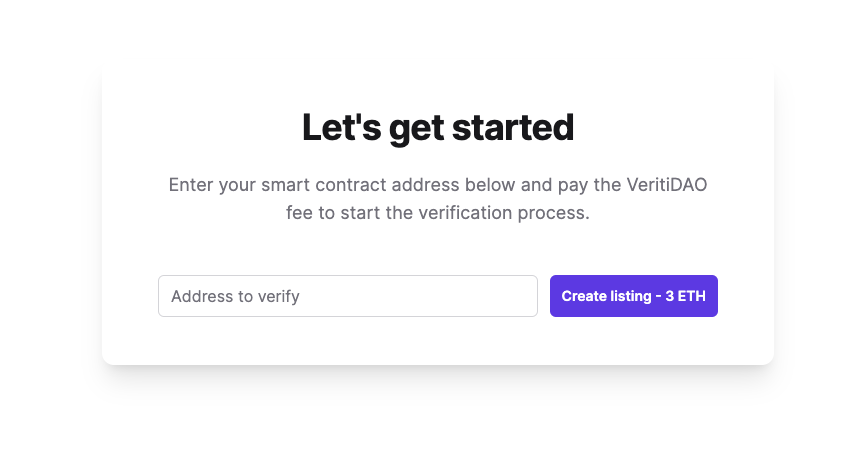 Let's get started
Enter your smart contract address below and pay the VeritiDAO
fee to start the verification process.
Address to verify
Create listing - 3 ETH